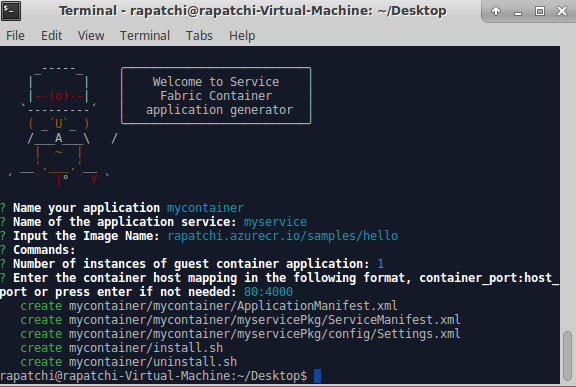 Terminal - rapatchi@rapatchi-Virtual-Machine: ~/Desktop
File Edit View Terminal Tabs Help
Welcome to Service
Fabric Container
application generator
? Name your application mycontainer
? Name of the application service: myservice
? Input the Image Name: rapatchi.azurecr.io/samples/hello
? Commands:
? Number of instances of guest container application: 1
? Enter the container host mapping in the following format, container_port:host_
port or press enter if not needed: 80:4000
create mycontainer/mycontainer/ApplicationManifest.xml
create mycontainer/mycontainer/myservicePkg/ServiceManifest.xml
create mycontainer/mycontainer/myservicePkg/config/Settings.xml
create mycontainer/install.sh
create mycontainer/uninstall.sh
rapatchi@rapatchi-Virtual-Machine:~/Desktop$